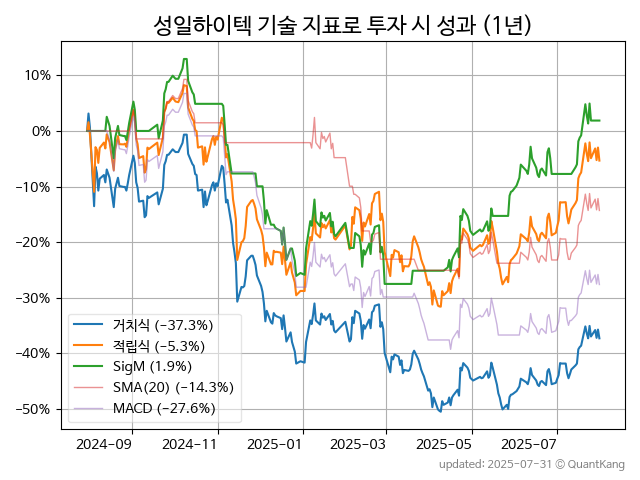 성일하이텍 기술 지표로 투자 시 성과 (1년)
10%
0%
−10%
−20%
−30%
−40%
−50%
거치식 (−37.3%)
적립식 (−5.3%)
SigM (1.9%)
SMA(20) (−14.3%)
MACD (−27.6%)
2024−09
2024−11
2025−01
2025−03
2025−05
2025−07
updated: 2025-07-31 © QuantKang